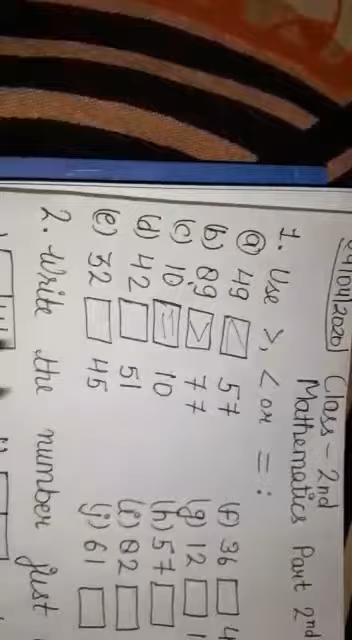 Class - 2nd
Mathematics Part 2nd
1. Use >, < or = :
(a) 49 < 57 (f) 36
(b) 89 > 77 (g) 12
(c) 10 = 10 (h) 57
(d) 42 51 (i) 82
(e) 32 45 (j) 61
2. Write the number just